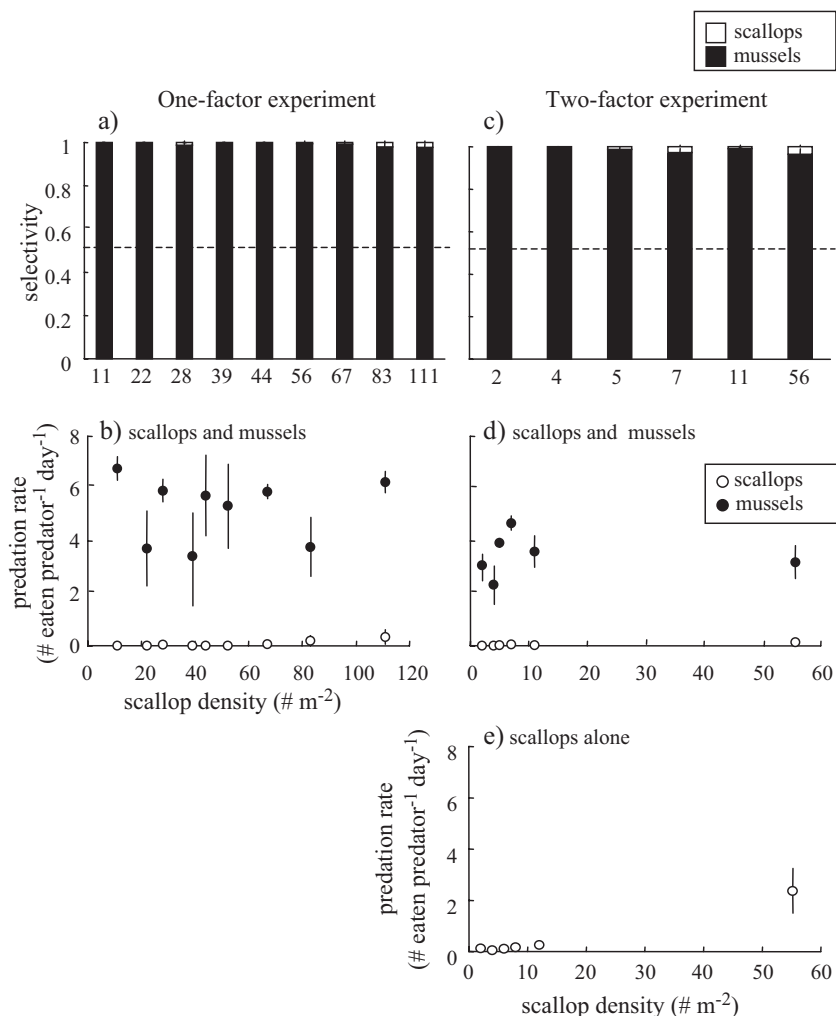 scallops
mussels
One-factor experiment
Two-factor experiment
a)
c)
selectivity
1
0.8
0.6
0.4
0.2
0
11 22 28 39 44 56 67 83 111
2 4 5 7 11 56
b) scallops and mussels
d) scallops and mussels
scallops
mussels
predation rate
(# eaten predator-1 day-1)
8
6
4
2
0
0 20 40 60 80 100 120
scallop density (# m-2)
8
6
4
2
0
0 10 20 30 40 50 60
e) scallops alone
predation rate
(# eaten predator-1 day-1)
8
6
4
2
0
0 10 20 30 40 50 60
scallop density (# m-2)